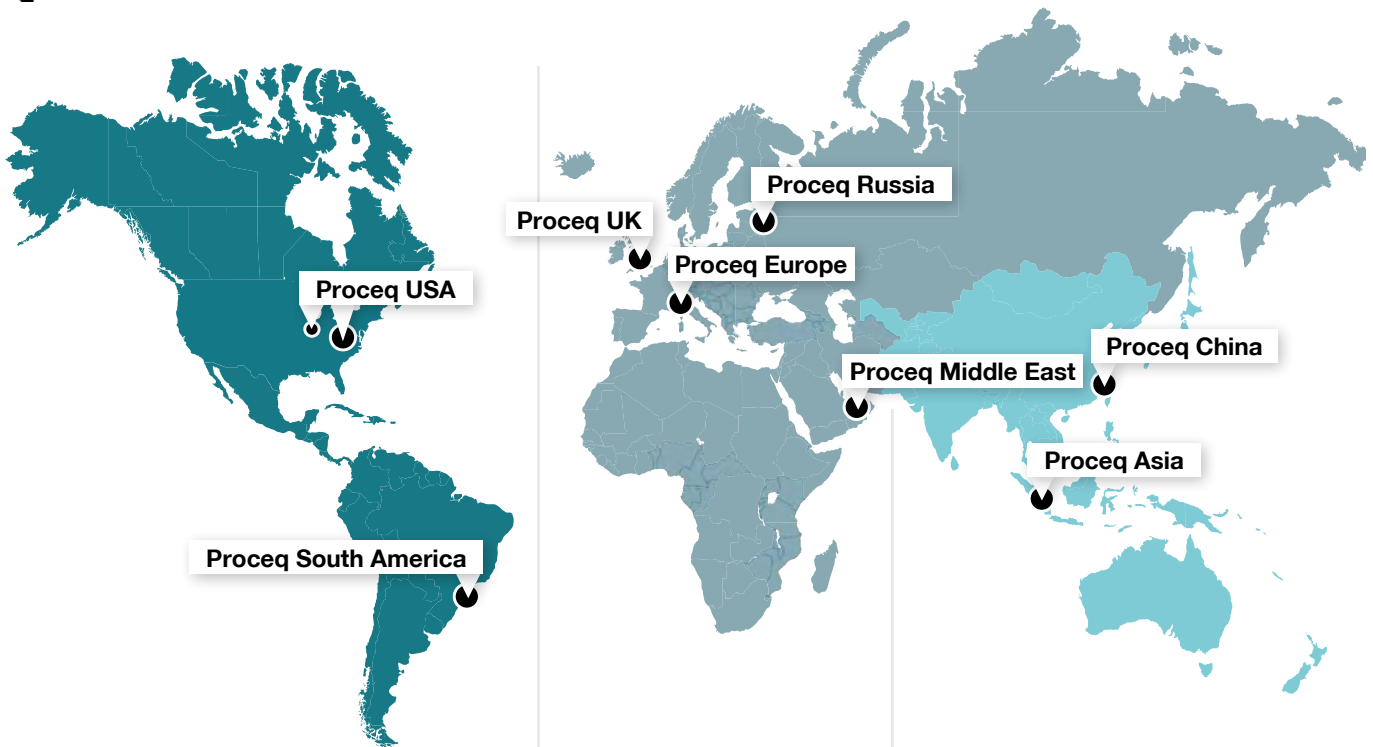 Proceq Russia
Proceq UK
Proceq Europe
Proceq USA
Proceq China
Proceq Middle East
Proceq Asia
Proceq South America